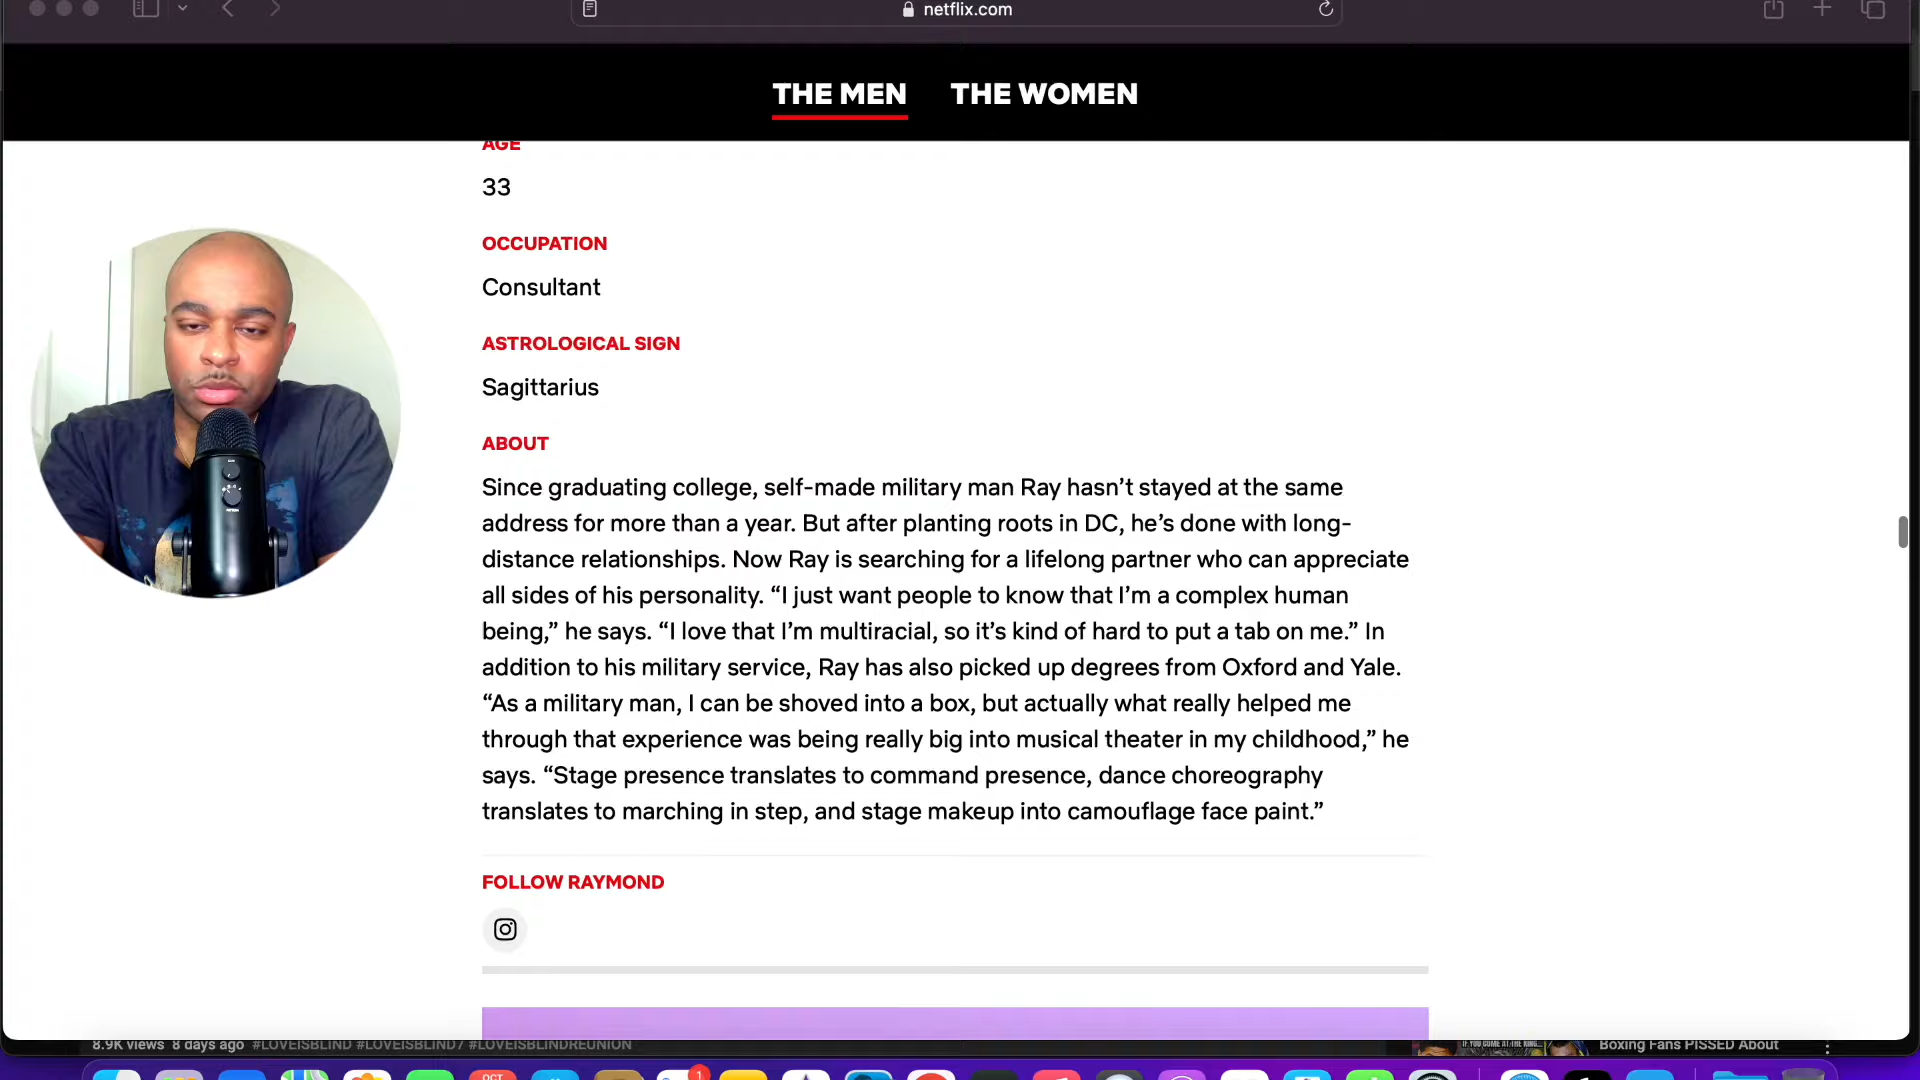 netflix.com
THE MEN THE WOMEN
AGE
33
OCCUPATION
Consultant
ASTROLOGICAL SIGN
Sagittarius
ABOUT
Since graduating college, self-made military man Ray hasn’t stayed at the same
address for more than a year. But after planting roots in DC, he’s done with long-
distance relationships. Now Ray is searching for a lifelong partner who can appreciate
all sides of his personality. “I just want people to know that I’m a complex human
being,” he says. “I love that I’m multiracial, so it’s kind of hard to put a tab on me.” In
addition to his military service, Ray has also picked up degrees from Oxford and Yale.
“As a military man, I can be shoved into a box, but actually what really helped me
through that experience was being really big into musical theater in my childhood,” he
says. “Stage presence translates to command presence, dance choreography
translates to marching in step, and stage makeup into camouflage face paint.”
FOLLOW RAYMOND
8.9K views 8 days ago #LOVEISBLIND #LOVEISBLIND7 #LOVEISBLINDREUNION
IF YOU COME AT THE KING...
Boxing Fans PISSED About
OCT
1